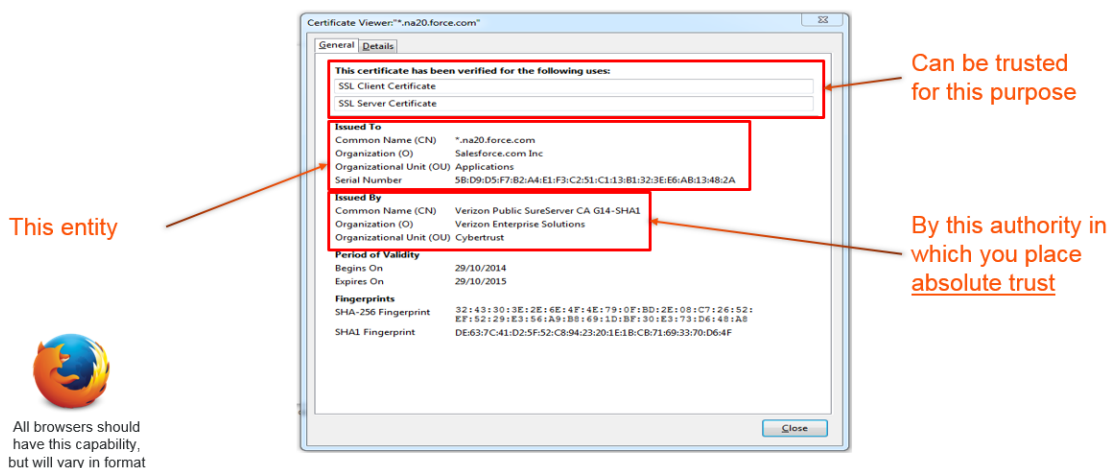 Certificate Viewer:"*.na20.force.com"
General Details
This certificate has been verified for the following uses:
SSL Client Certificate
SSL Server Certificate
Issued To
Common Name (CN) *.na20.force.com
Organization (O) Salesforce.com Inc
Organizational Unit (OU) Applications
Serial Number 5B:D9:D5:F7:B2:A4:E1:F3:C2:51:C1:13:B1:32:3E:E6:AB:13:48:2A
Issued By
Common Name (CN) Verizon Public SureServer CA G14-SHA1
Organization (O) Verizon Enterprise Solutions
Organizational Unit (OU) Cybertrust
Period of Validity
Begins On 29/10/2014
Expires On 29/10/2015
Fingerprints
SHA-256 Fingerprint 32:43:30:3E:2E:6E:4F:4E:79:0F:BD:2E:08:C7:26:52:
EF:52:29:E3:56:A9:B8:69:1D:BF:30:E3:73:D6:48:A8
SHA1 Fingerprint DE:63:7C:41:D2:5F:52:C8:94:23:20:1E:1B:CB:71:69:33:70:D6:4F
Close
Can be trusted
for this purpose
This entity
By this authority in
which you place
absolute trust
All browsers should
have this capability,
but will vary in format